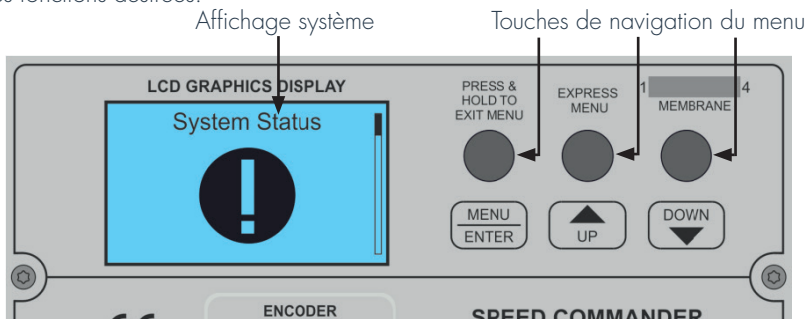 Affichage système
Touches de navigation du menu
LCD GRAPHICS DISPLAY
System Status
PRESS &
HOLD TO
EXIT MENU
EXPRESS
MENU
1 4
MEMBRANE
MENU
ENTER
UP
DOWN
ENCODER
SPEED COMMANDER